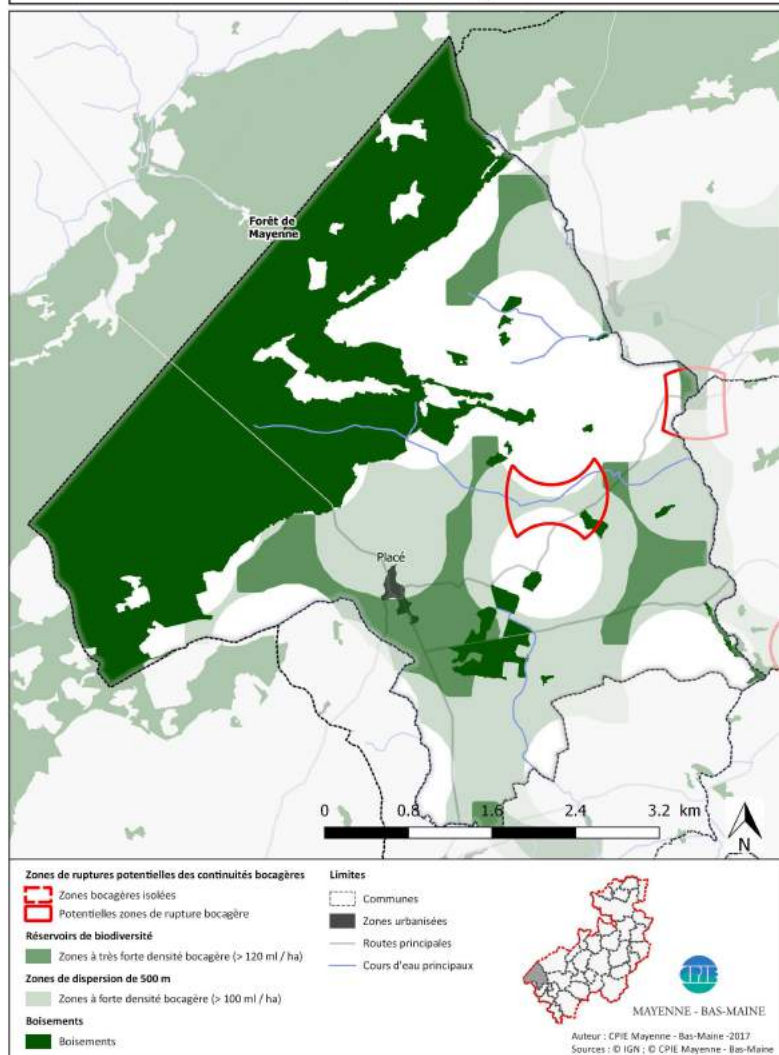 Forêt de
Mayenne
Placé
0 0.8 1.6 2.4 3.2 km
N
Zones de ruptures potentielles des continuités bocagères
Zones bocagères isolées
Potentielles zones de rupture bocagère
Réservoirs de biodiversité
Zones à très forte densité bocagère (> 120 ml / ha)
Zones de dispersion de 500 m
Zones à forte densité bocagère (> 100 ml / ha)
Boisements
Boisements
Limites
Communes
Zones urbanisées
Routes principales
Cours d'eau principaux
CPIE
MAYENNE - BAS-MAINE
Auteur : CPIE Mayenne - Bas-Maine -2017
Sources : © IGN ; © CPIE Mayenne - Bas-Maine